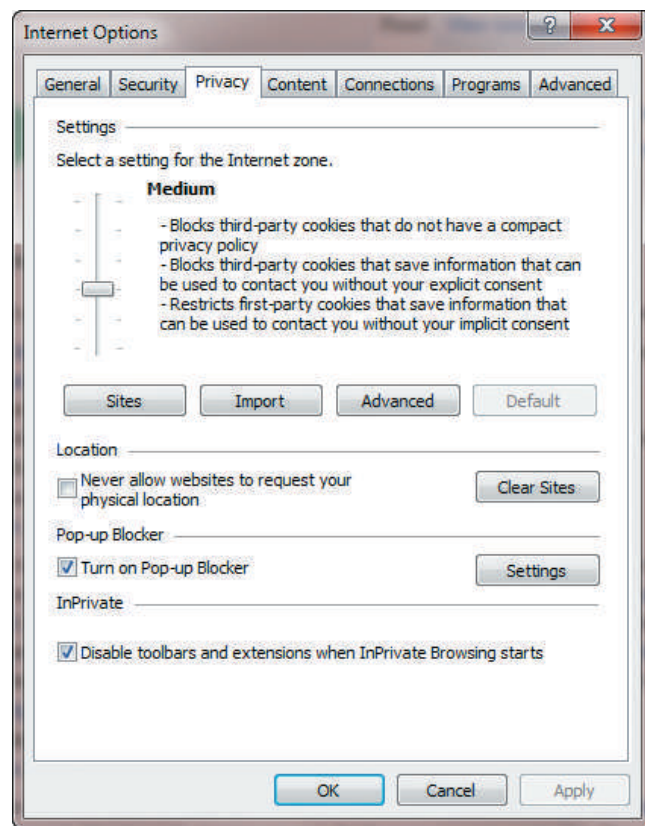 Internet Options
General Security Privacy Content Connections Programs Advanced
Settings
Select a setting for the Internet zone.
Medium
- Blocks third-party cookies that do not have a compact
privacy policy
- Blocks third-party cookies that save information that can
be used to contact you without your explicit consent
- Restricts first-party cookies that save information that
can be used to contact you without your implicit consent
Sites Import Advanced Default
Location
Never allow websites to request your
physical location
Clear Sites
Pop-up Blocker
Turn on Pop-up Blocker
Settings
InPrivate
Disable toolbars and extensions when InPrivate Browsing starts
OK Cancel Apply